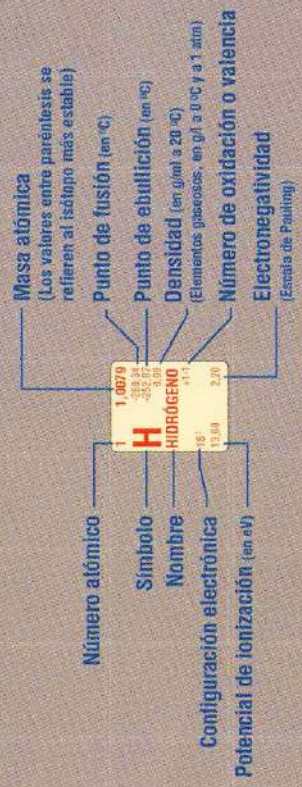 Número atómico
Símbolo
Nombre
Configuración electrónica
Potencial de ionización (en eV)
1 1,0079
H -259,34
-252,87
0,09
HIDRÓGENO
+1-1
1s¹
13,60 2,20
Masa atómica
(Los valores entre paréntesis se
refieren al isótopo más estable)
Punto de fusión (en ºC)
Punto de ebullición (en ºC)
Densidad (en g/ml a 20 ºC)
(Elementos gaseosos, en g/l a 0 ºC y a 1 atm)
Número de oxidación o valencia
Electronegatividad
(Escala de Pauling)